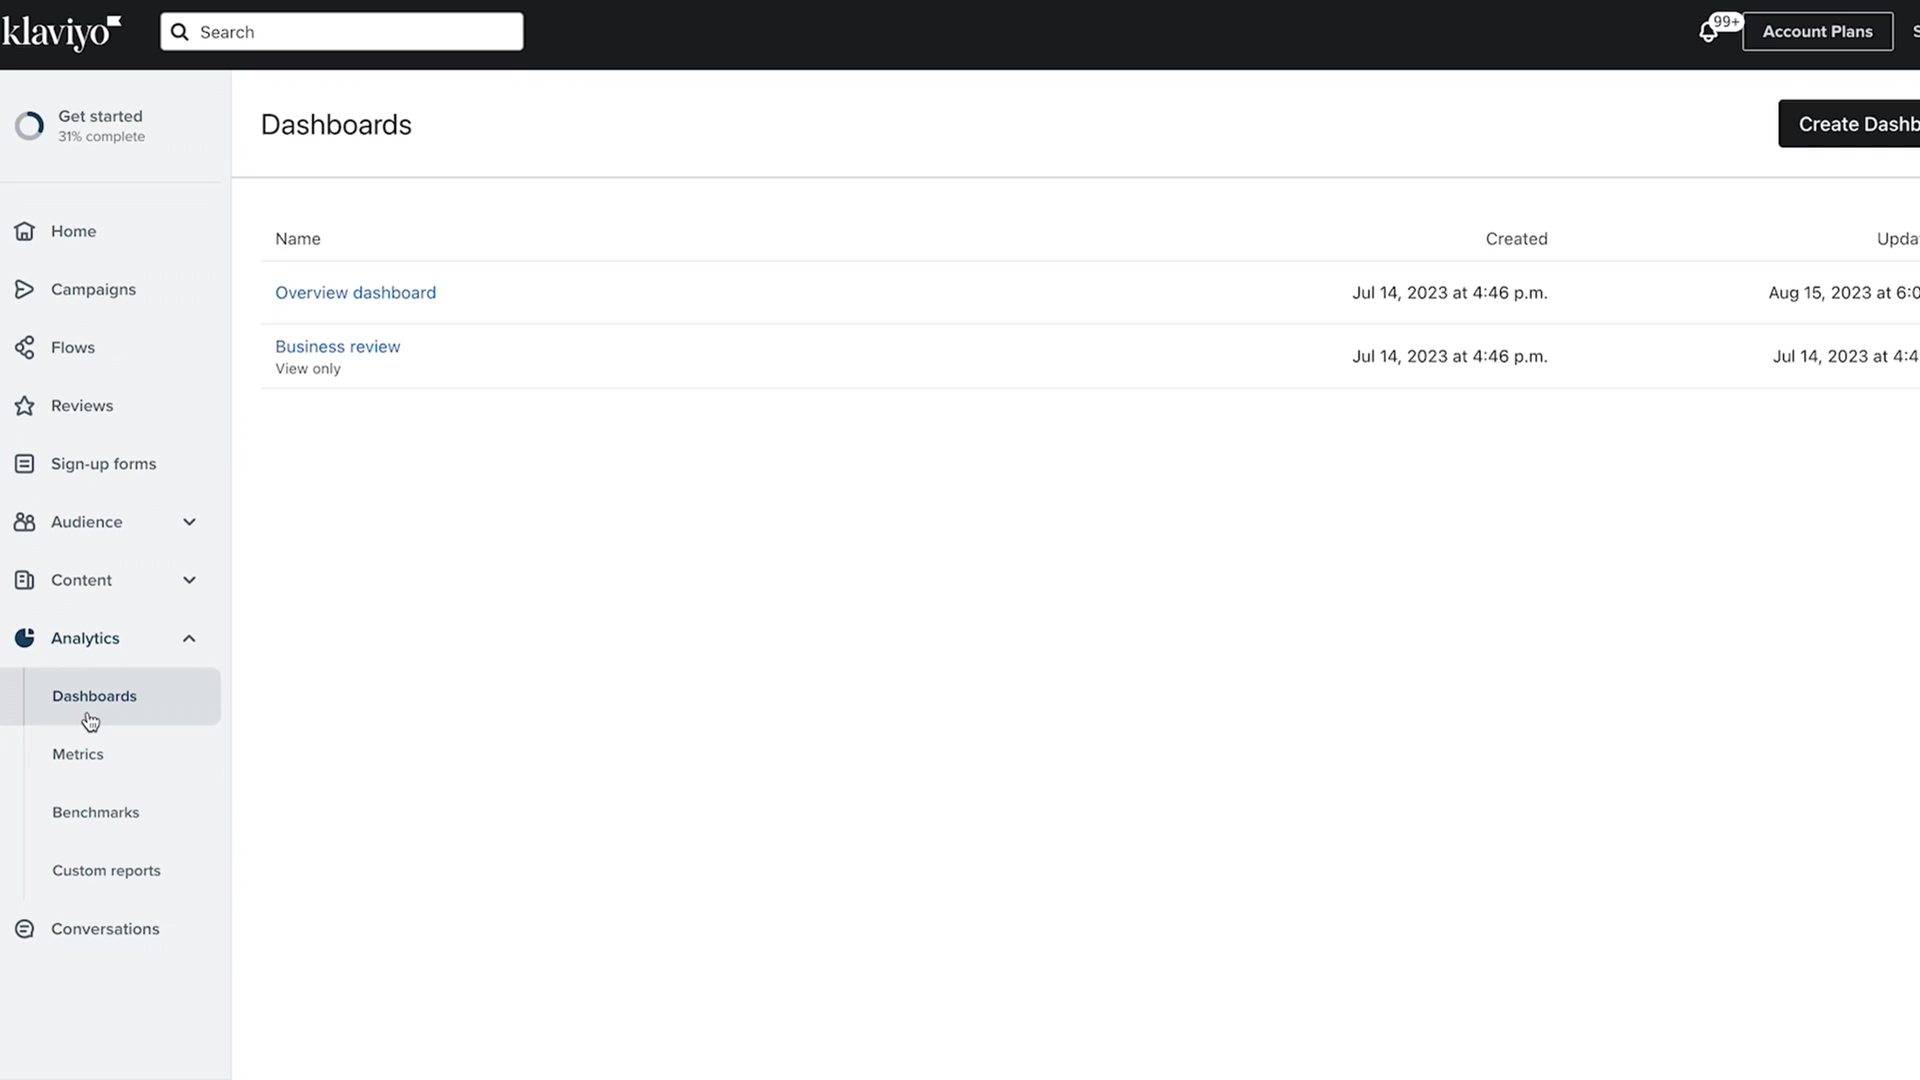 klaviyo
Search
99+
Account Plans
Get started
31% complete
Home
Campaigns
Flows
Reviews
Sign-up forms
Audience
Content
Analytics
Dashboards
Metrics
Benchmarks
Custom reports
Conversations
Dashboards
Create Dashb
Name Created Upda
Overview dashboard Jul 14, 2023 at 4:46 p.m. Aug 15, 2023 at 6:0
Business review Jul 14, 2023 at 4:46 p.m. Jul 14, 2023 at 4:4
View only